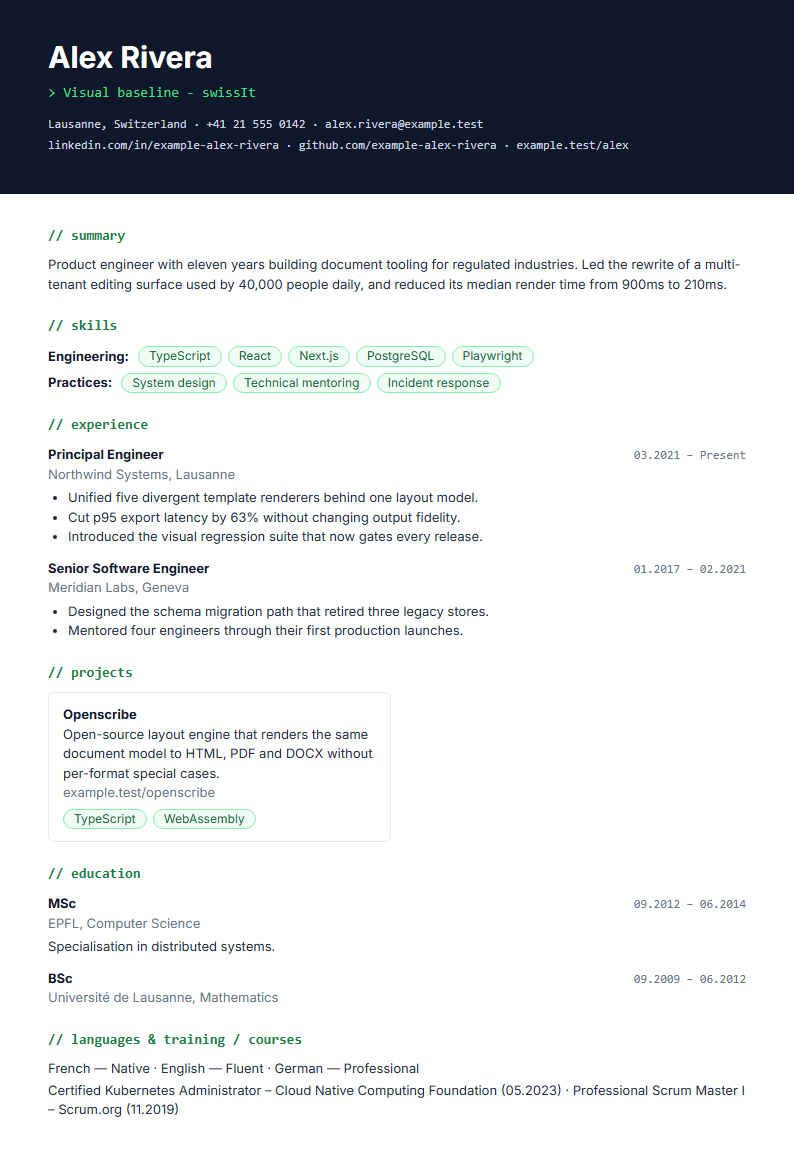 Alex Rivera
> Visual baseline - swissIt
Lausanne, Switzerland · +41 21 555 0142 · alex.rivera@example.test
linkedin.com/in/example-alex-rivera · github.com/example-alex-rivera · example.test/alex
// summary
Product engineer with eleven years building document tooling for regulated industries. Led the rewrite of a multi-
tenant editing surface used by 40,000 people daily, and reduced its median render time from 900ms to 210ms.
// skills
Engineering: TypeScript React Next.js PostgreSQL Playwright
Practices: System design Technical mentoring Incident response
// experience
Principal Engineer 03.2021 – Present
Northwind Systems, Lausanne
• Unified five divergent template renderers behind one layout model.
• Cut p95 export latency by 63% without changing output fidelity.
• Introduced the visual regression suite that now gates every release.
Senior Software Engineer 01.2017 – 02.2021
Meridian Labs, Geneva
• Designed the schema migration path that retired three legacy stores.
• Mentored four engineers through their first production launches.
// projects
Openscribe
Open-source layout engine that renders the same
document model to HTML, PDF and DOCX without
per-format special cases.
example.test/openscribe
TypeScript WebAssembly
// education
MSc 09.2012 – 06.2014
EPFL, Computer Science
Specialisation in distributed systems.
BSc 09.2009 – 06.2012
Université de Lausanne, Mathematics
// languages & training / courses
French — Native · English — Fluent · German — Professional
Certified Kubernetes Administrator – Cloud Native Computing Foundation (05.2023) · Professional Scrum Master I
– Scrum.org (11.2019)